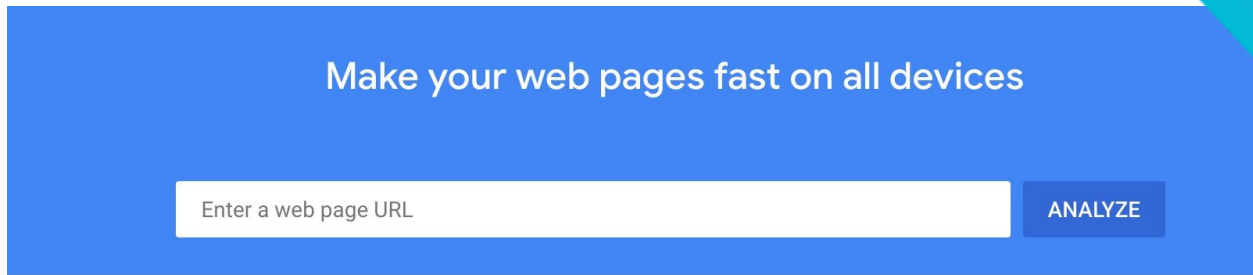 Make your web pages fast on all devices
Enter a web page URL
ANALYZE